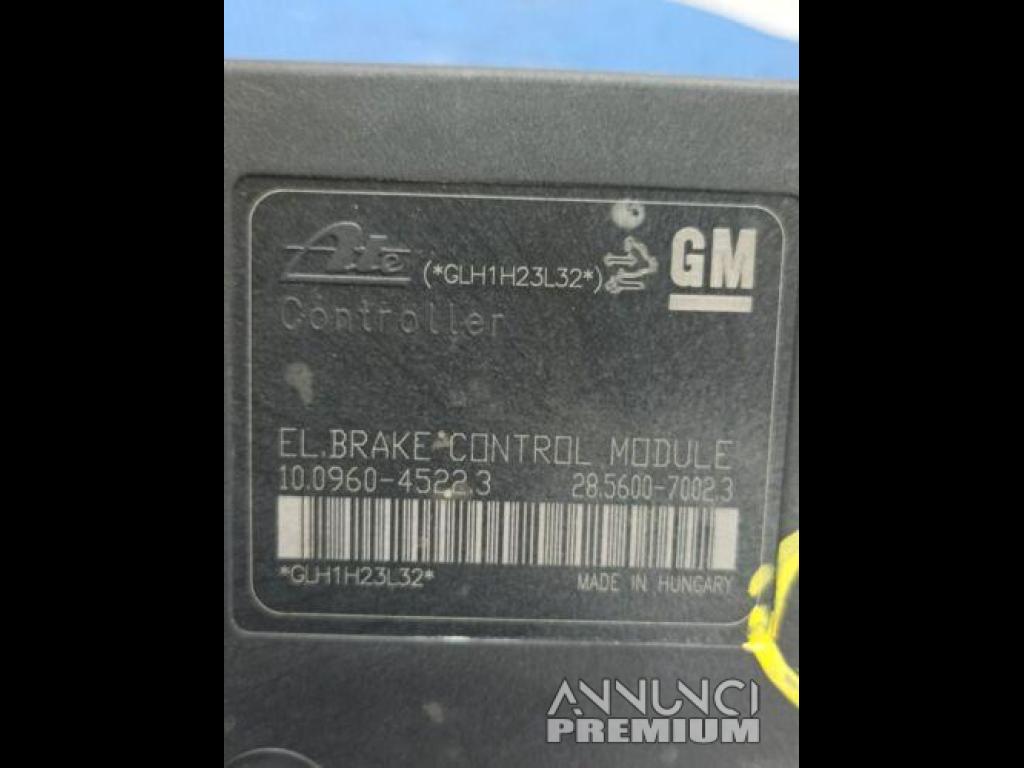 Ate (*GLH1H23L32*) GM
Controller
EL.BRAKE CONTROL MODULE
10.0960-4522.3 28.5600-7002.3
*GLH1H23L32* MADE IN HUNGARY
ANNUNCI
PREMIUM